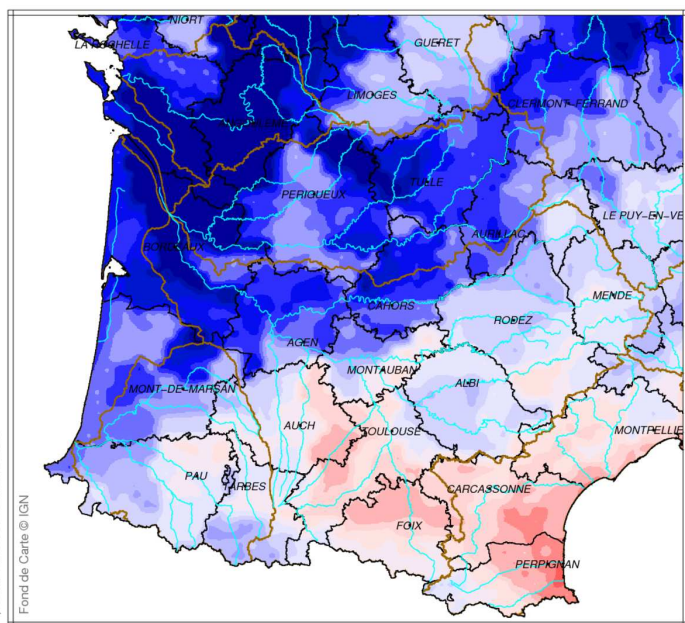 NIORT
LA ROCHELLE
GUERET
LIMOGES
CLERMONT-FERRAND
PERIGUEUX
TULLE
LE PUY-EN-VE
AURILLAC
BORDEAUX
MENDE
CAHORS
RODEZ
AGEN
MONTAUBAN
MONT-DE-MARSAN
ALBI
AUCH
TOULOUSE
MONTPELLIE
PAU
TARBES
CARCASSONNE
FOIX
PERPIGNAN
Fond de Carte © IGN